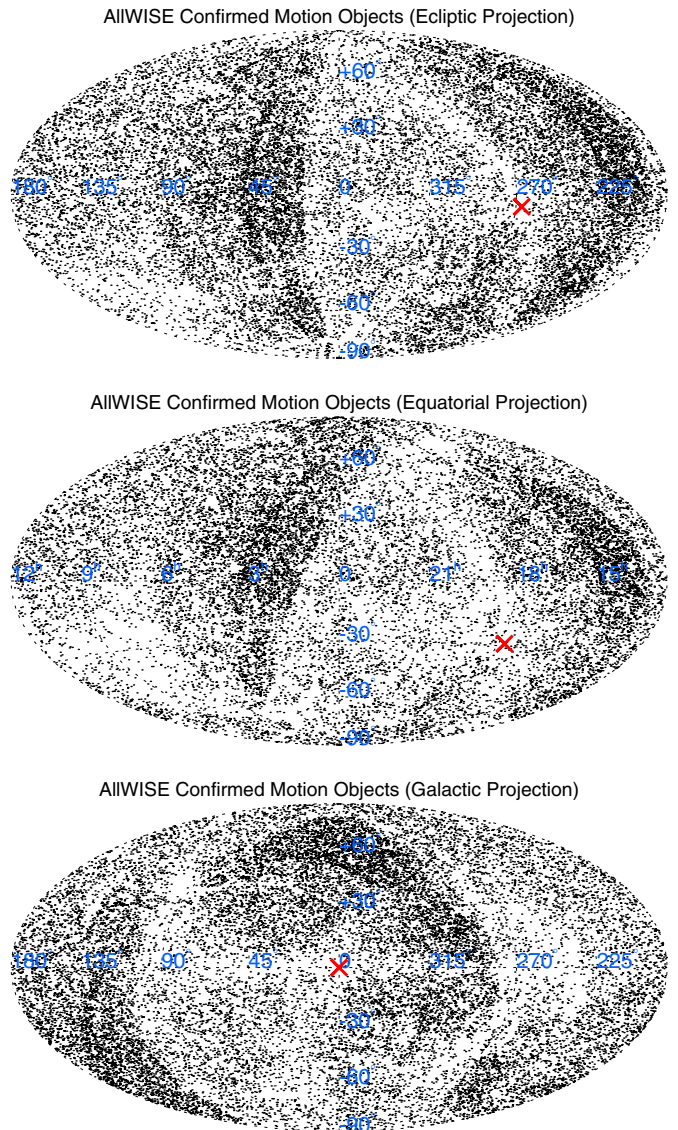 AllWISE Confirmed Motion Objects (Ecliptic Projection)
+60°
+30°
180° 135° 90° 45° 0 315° 270° 225°
-30°
-60°
-90°
AllWISE Confirmed Motion Objects (Equatorial Projection)
+60°
+30°
12h 9h 6h 3h 0 21h 18h 15h
-30°
-60°
-90°
AllWISE Confirmed Motion Objects (Galactic Projection)
+60°
+30°
180° 135° 90° 45° 0 315° 270° 225°
-30°
-60°
-90°